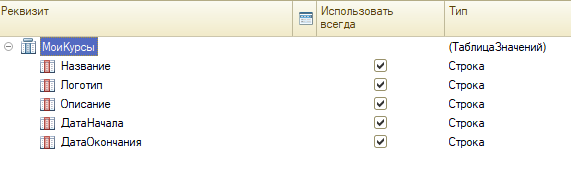 Реквизит Использовать всегда Тип
МоиКурсы (ТаблицаЗначений)
Название Строка
Логотип Строка
Описание Строка
ДатаНачала Строка
ДатаОкончания Строка